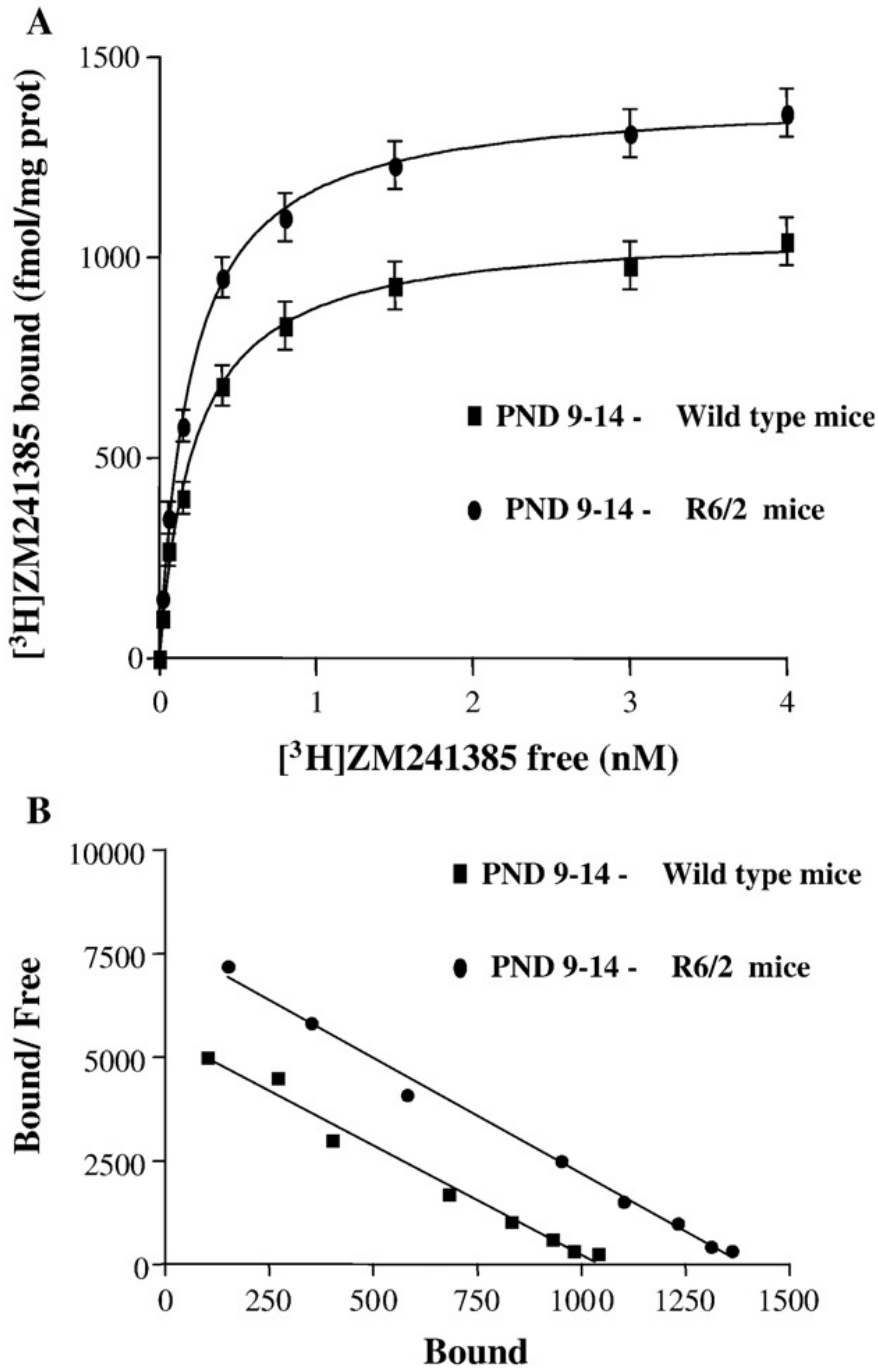 A
1500
1000
500
0
[³H]ZM241385 bound (fmol/mg prot)
PND 9-14 - Wild type mice
PND 9-14 - R6/2 mice
0 1 2 3 4
[³H]ZM241385 free (nM)
B
10000
7500
5000
2500
0
Bound/ Free
PND 9-14 - Wild type mice
PND 9-14 - R6/2 mice
0 250 500 750 1000 1250 1500
Bound